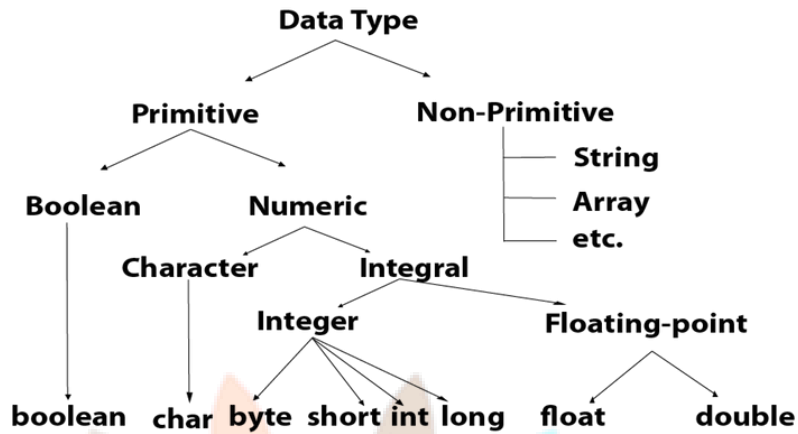 Data Type
Primitive
Non-Primitive
String
Array
etc.
Boolean
Numeric
Character
Integral
Integer
Floating-point
boolean char byte short int long float double